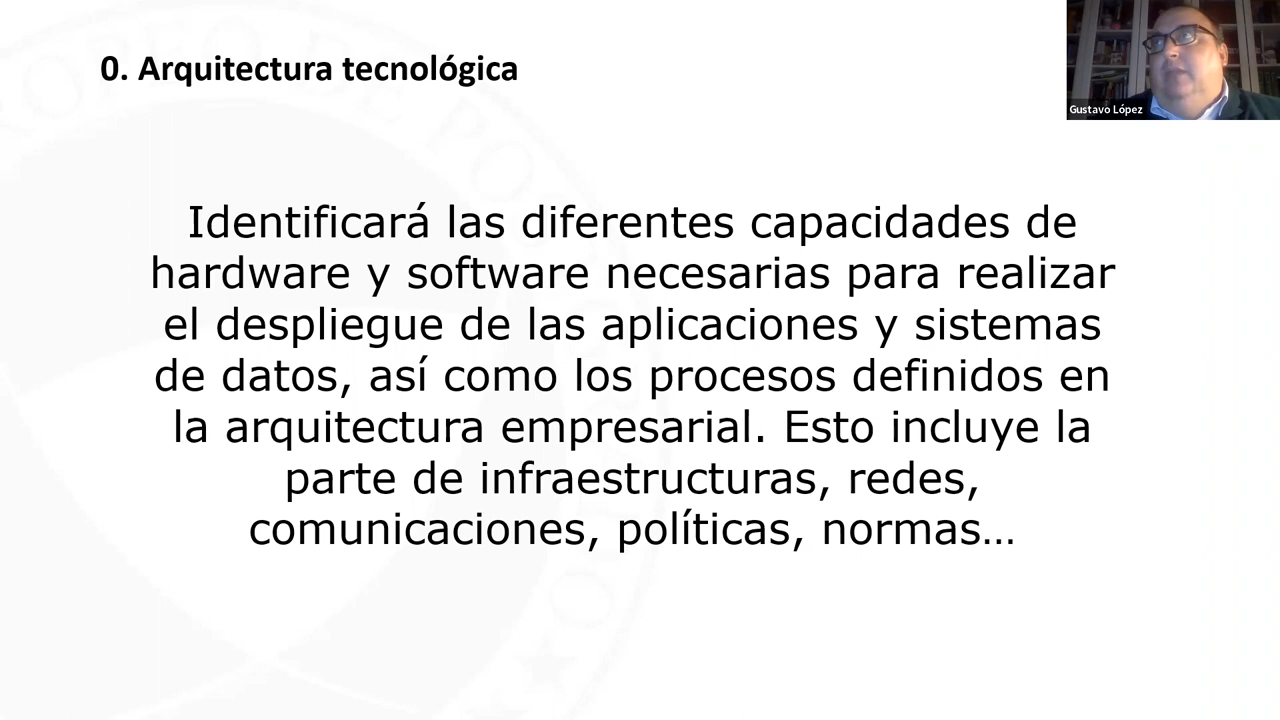 0. Arquitectura tecnológica
Gustavo López
Identificará las diferentes capacidades de
hardware y software necesarias para realizar
el despliegue de las aplicaciones y sistemas
de datos, así como los procesos definidos en
la arquitectura empresarial. Esto incluye la
parte de infraestructuras, redes,
comunicaciones, políticas, normas…